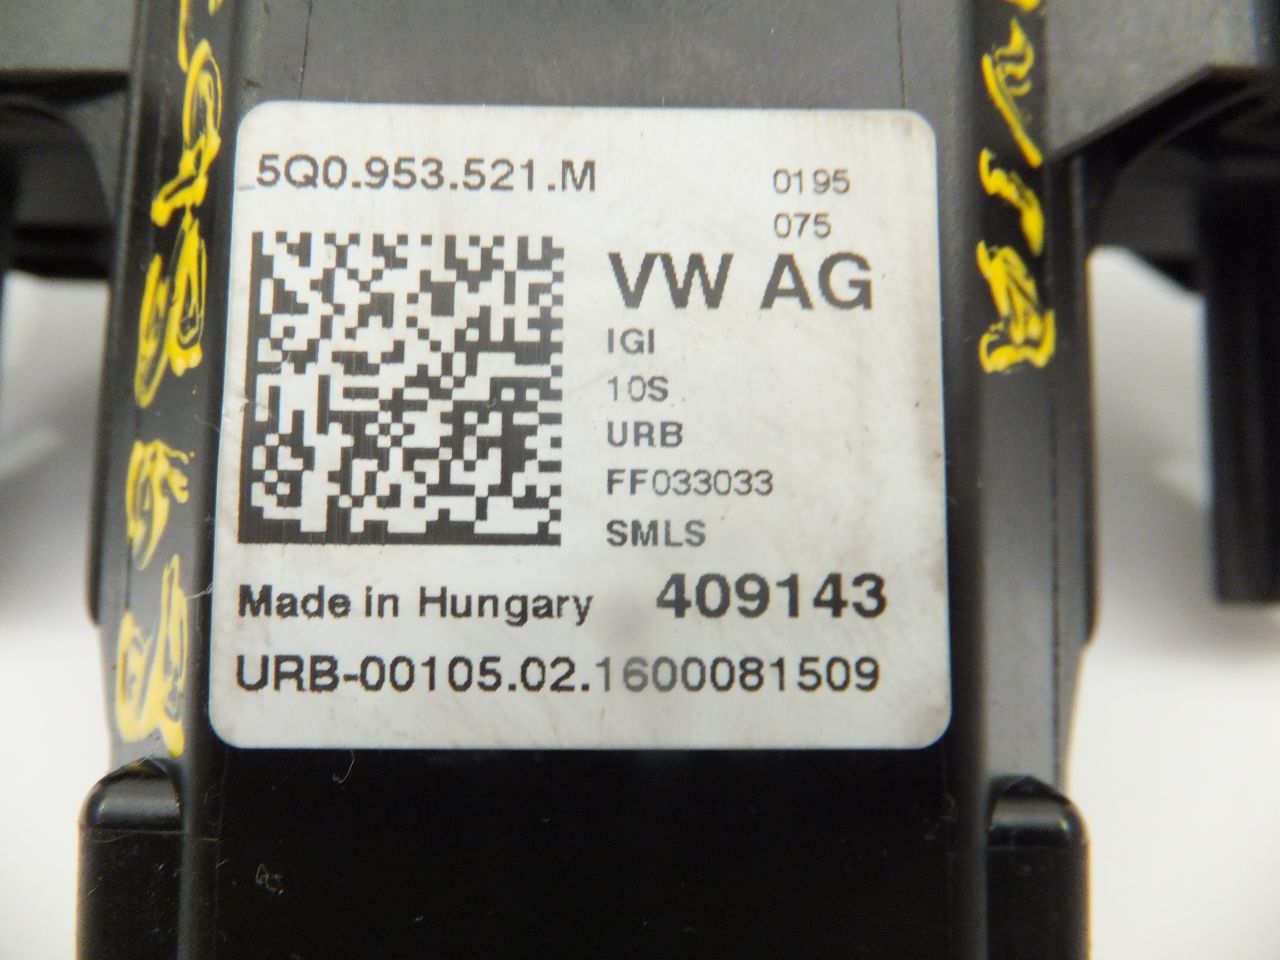 5Q0.953.521.M
0195
075
VW AG
IGI
10S
URB
FF033033
SMLS
Made in Hungary 409143
URB-00105.02.1600081509